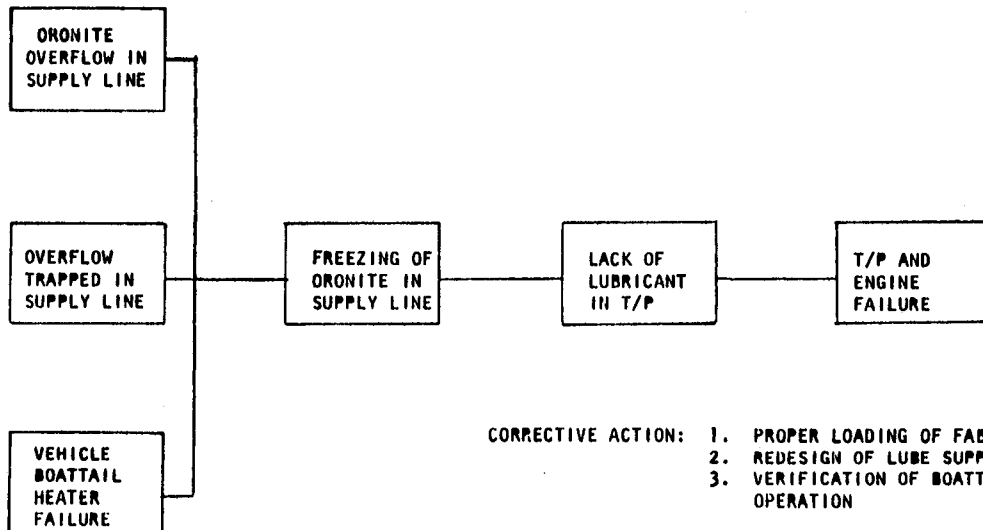 ORONITE
OVERFLOW IN
SUPPLY LINE
OVERFLOW
TRAPPED IN
SUPPLY LINE
FREEZING OF
ORONITE IN
SUPPLY LINE
LACK OF
LUBRICANT
IN T/P
T/P AND
ENGINE
FAILURE
VEHICLE
BOATTAIL
HEATER
FAILURE
CORRECTIVE ACTION: 1. PROPER LOADING OF
2. REDESIGN OF LUBE
3. VERIFICATION OF
OPERATION